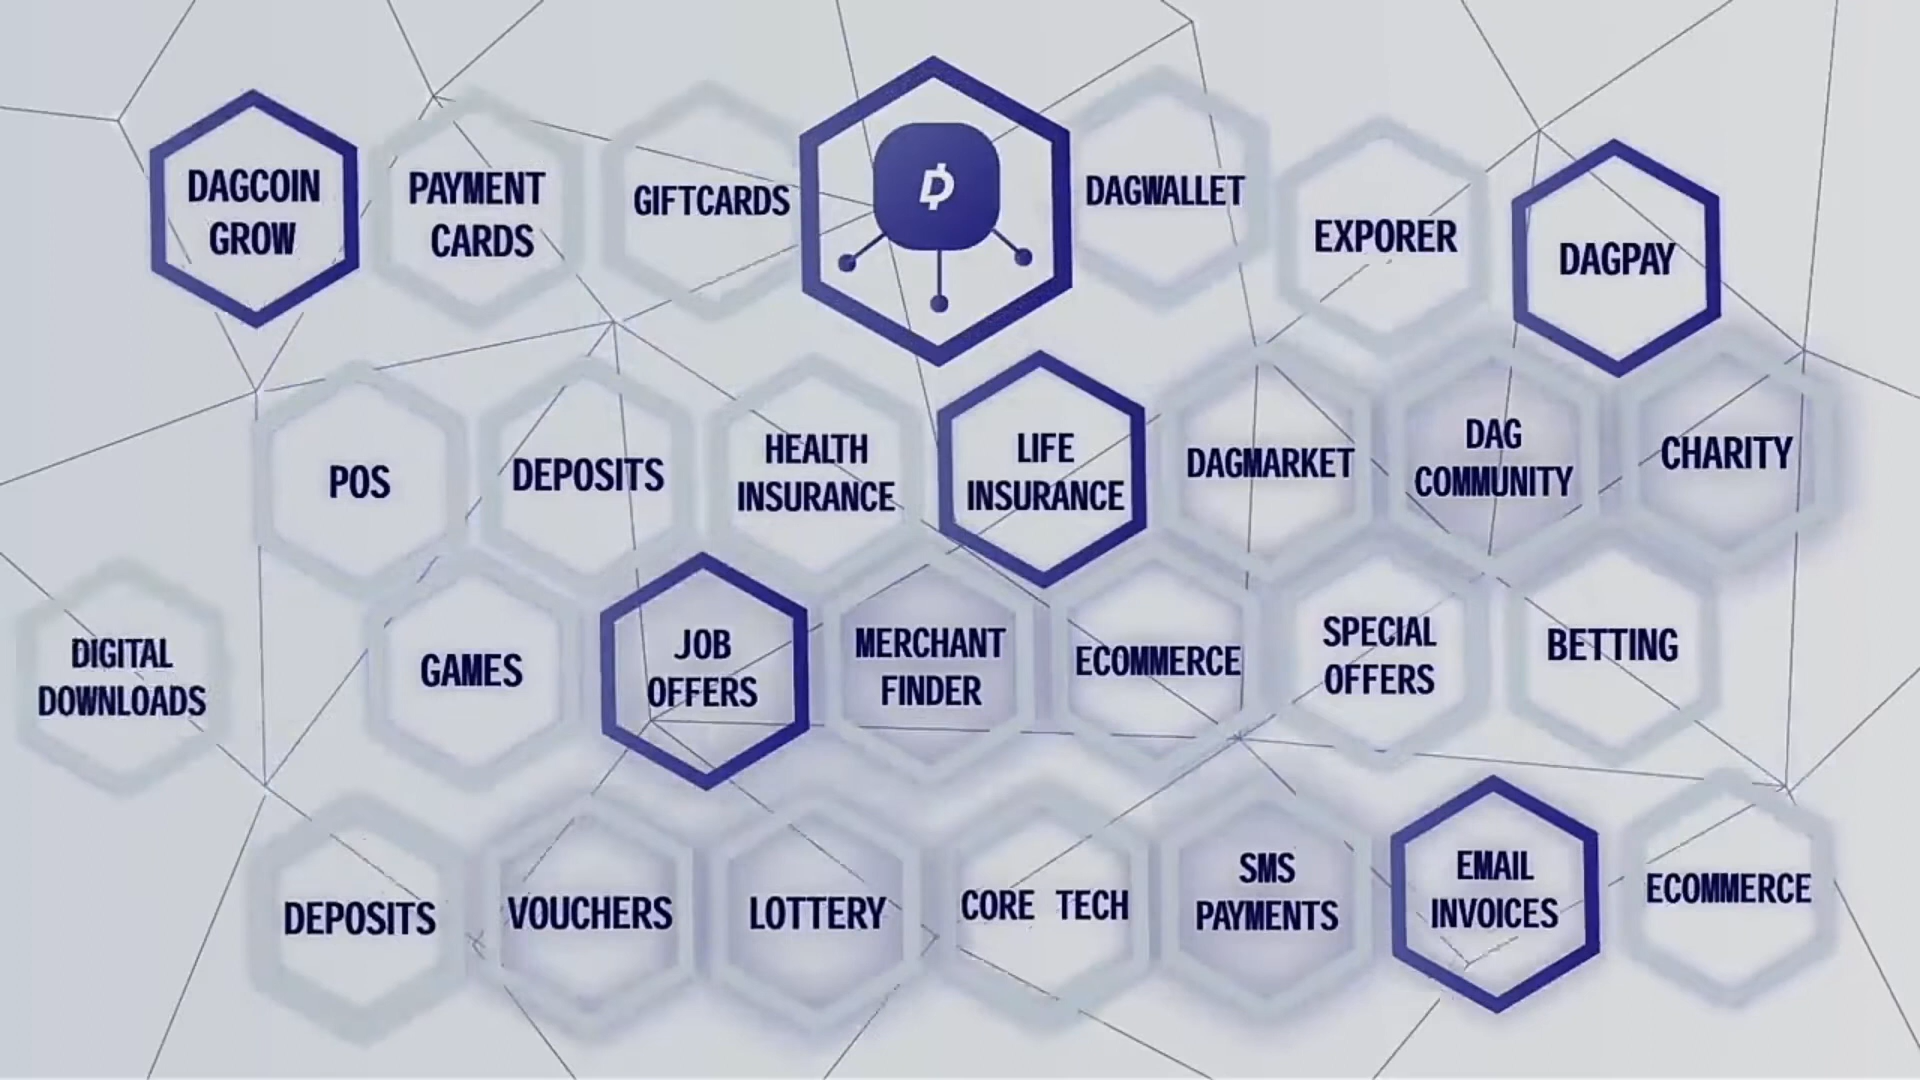 DAGCOIN
GROW
PAYMENT
CARDS
GIFTCARDS
DAGWALLET
EXPORER
DAGPAY
POS
DEPOSITS
HEALTH
INSURANCE
LIFE
INSURANCE
DAGMARKET
DAG
COMMUNITY
CHARITY
DIGITAL
DOWNLOADS
GAMES
JOB
OFFERS
MERCHANT
FINDER
ECOMMERCE
SPECIAL
OFFERS
BETTING
DEPOSITS
VOUCHERS
LOTTERY
CORE TECH
SMS
PAYMENTS
EMAIL
INVOICES
ECOMMERCE